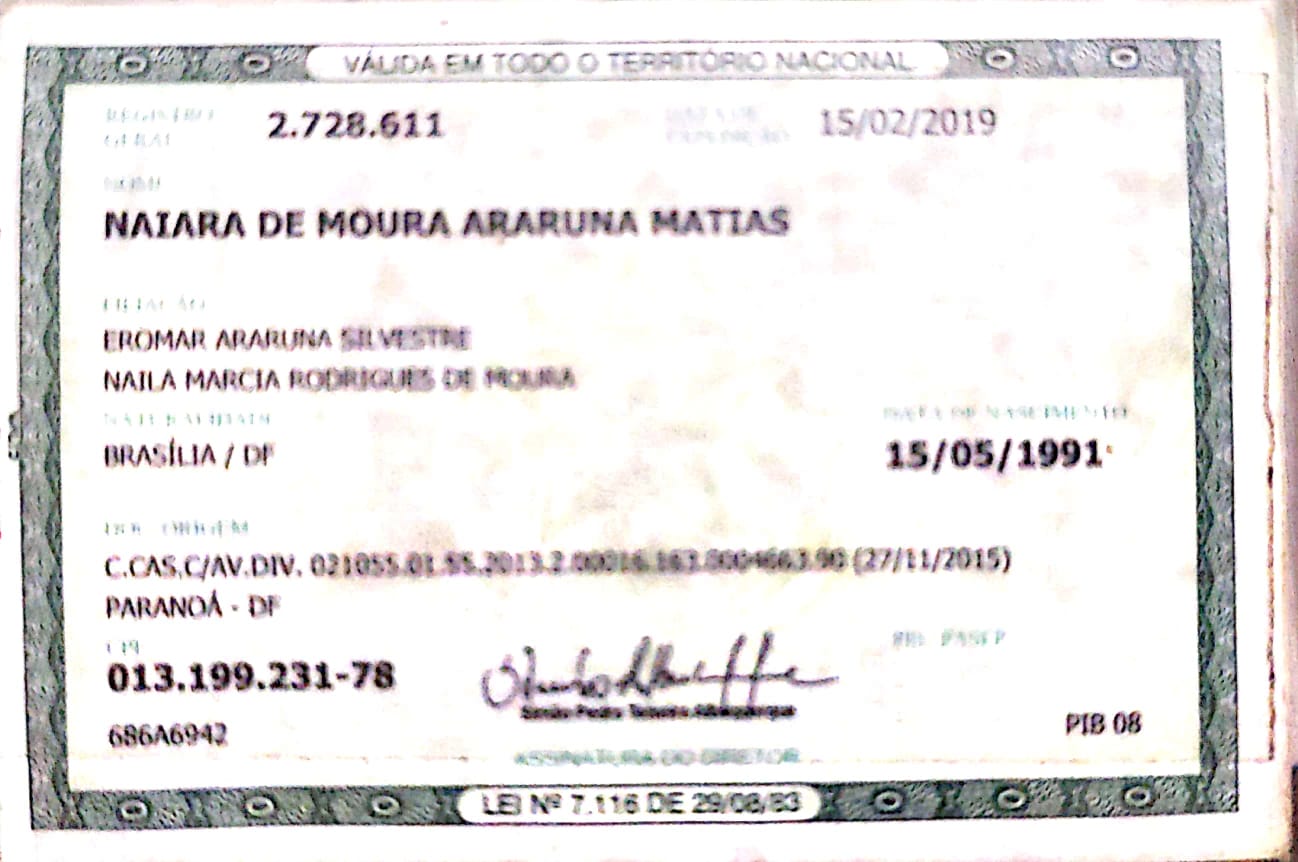 VÁLIDA EM TODO O TERRITÓRIO NACIONAL
REGISTRO GERAL 2.728.611 DATA DE EXPEDIÇÃO 15/02/2019
NOME
NAIARA DE MOURA ARARUNA MATIAS
FILIAÇÃO
EROMAR ARARUNA SILVESTRE
NAILA MARCIA RODRIGUES DE MOURA
NATURALIDADE DATA DE NASCIMENTO
BRASÍLIA / DF 15/05/1991
DOC. ORIGEM
C.CAS.C/AV.DIV. 021055.01.55.2013.2.00016.163.0004663.90 (27/11/2015)
PARANOÁ - DF
CPF PIS PASEP
013.199.231-78
686A6942 PIB 08
ASSINATURA DO DIRETOR
LEI Nº 7.116 DE 29/08/83